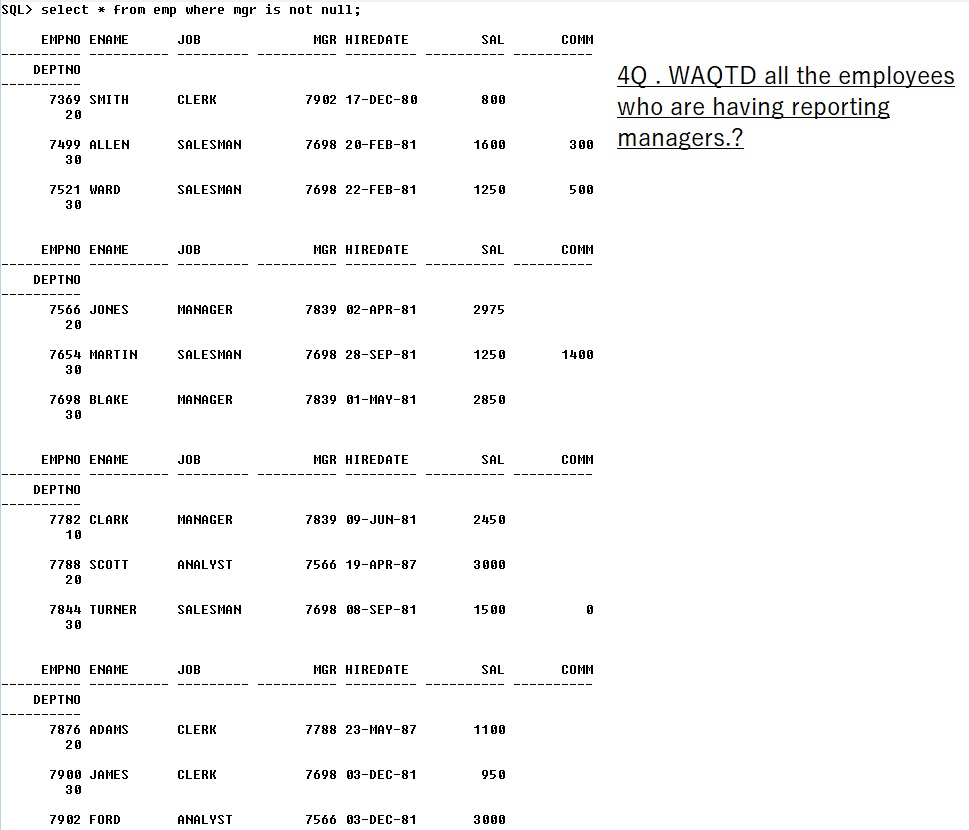 SQL> select * from emp where mgr is not null;
EMPNO ENAME JOB MGR HIREDATE SAL COMM
---------- ---------- --------- ---------- --------- ---------- ----------
DEPTNO
----------
7369 SMITH CLERK 7902 17-DEC-80 800
20
7499 ALLEN SALESMAN 7698 20-FEB-81 1600 300
30
7521 WARD SALESMAN 7698 22-FEB-81 1250 500
30
EMPNO ENAME JOB MGR HIREDATE SAL COMM
---------- ---------- --------- ---------- --------- ---------- ----------
DEPTNO
----------
7566 JONES MANAGER 7839 02-APR-81 2975
20
7654 MARTIN SALESMAN 7698 28-SEP-81 1250 1400
30
7698 BLAKE MANAGER 7839 01-MAY-81 2850
30
EMPNO ENAME JOB MGR HIREDATE SAL COMM
---------- ---------- --------- ---------- --------- ---------- ----------
DEPTNO
----------
7782 CLARK MANAGER 7839 09-JUN-81 2450
10
7788 SCOTT ANALYST 7566 19-APR-87 3000
20
7844 TURNER SALESMAN 7698 08-SEP-81 1500 0
30
EMPNO ENAME JOB MGR HIREDATE SAL COMM
---------- ---------- --------- ---------- --------- ---------- ----------
DEPTNO
----------
7876 ADAMS CLERK 7788 23-MAY-87 1100
20
7900 JAMES CLERK 7698 03-DEC-81 950
30
7902 FORD ANALYST 7566 03-DEC-81 3000
4Q . WAQTD all the employees
who are having reporting
managers.?